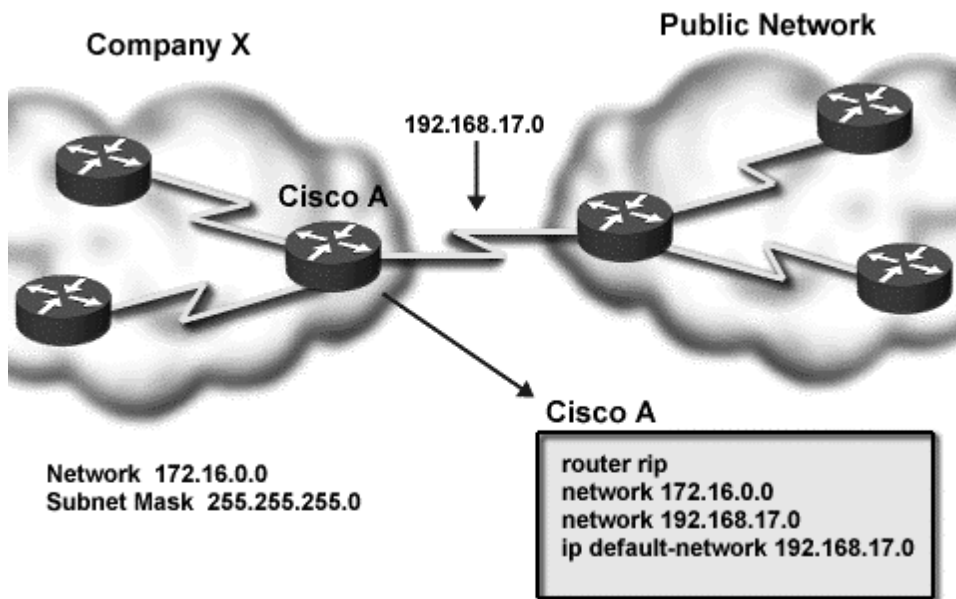 Company X
Public Network
192.168.17.0
Cisco A
Network 172.16.0.0
Subnet Mask 255.255.255.0
Cisco A
router rip
network 172.16.0.0
network 192.168.17.0
ip default-network 192.168.17.0